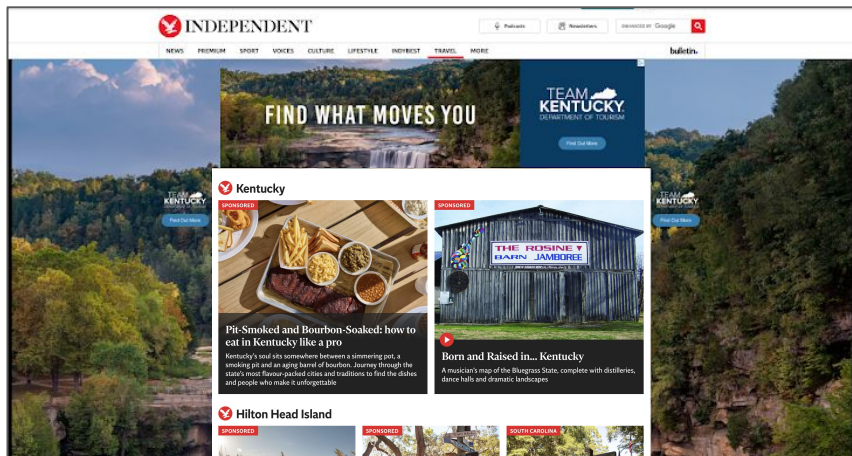 INDEPENDENT
Podcasts
Newsletters
ENHANCED BY Google
NEWS PREMIUM SPORT VOICES CULTURE LIFESTYLE INDYBEST TRAVEL MORE
bulletin.
FIND WHAT MOVES YOU
TEAM
KENTUCKY
DEPARTMENT OF TOURISM
Find Out More
TEAM
KENTUCKY
Find Out More
TEAM
KENTUCKY
Find Out More
Kentucky
SPONSORED
SPONSORED
THE ROSINE
BARN JAMBOREE
Pit-Smoked and Bourbon-Soaked: how to
eat in Kentucky like a pro
Kentucky's soul sits somewhere between a simmering pot, a
smoking pit and an aging barrel of bourbon. Journey through the
state's most flavour-packed cities and traditions to find the dishes
and people who make it unforgettable
Born and Raised in... Kentucky
A musician's map of the Bluegrass State, complete with distilleries,
dance halls and dramatic landscapes
Hilton Head Island
SPONSORED
SPONSORED
SOUTH CAROLINA